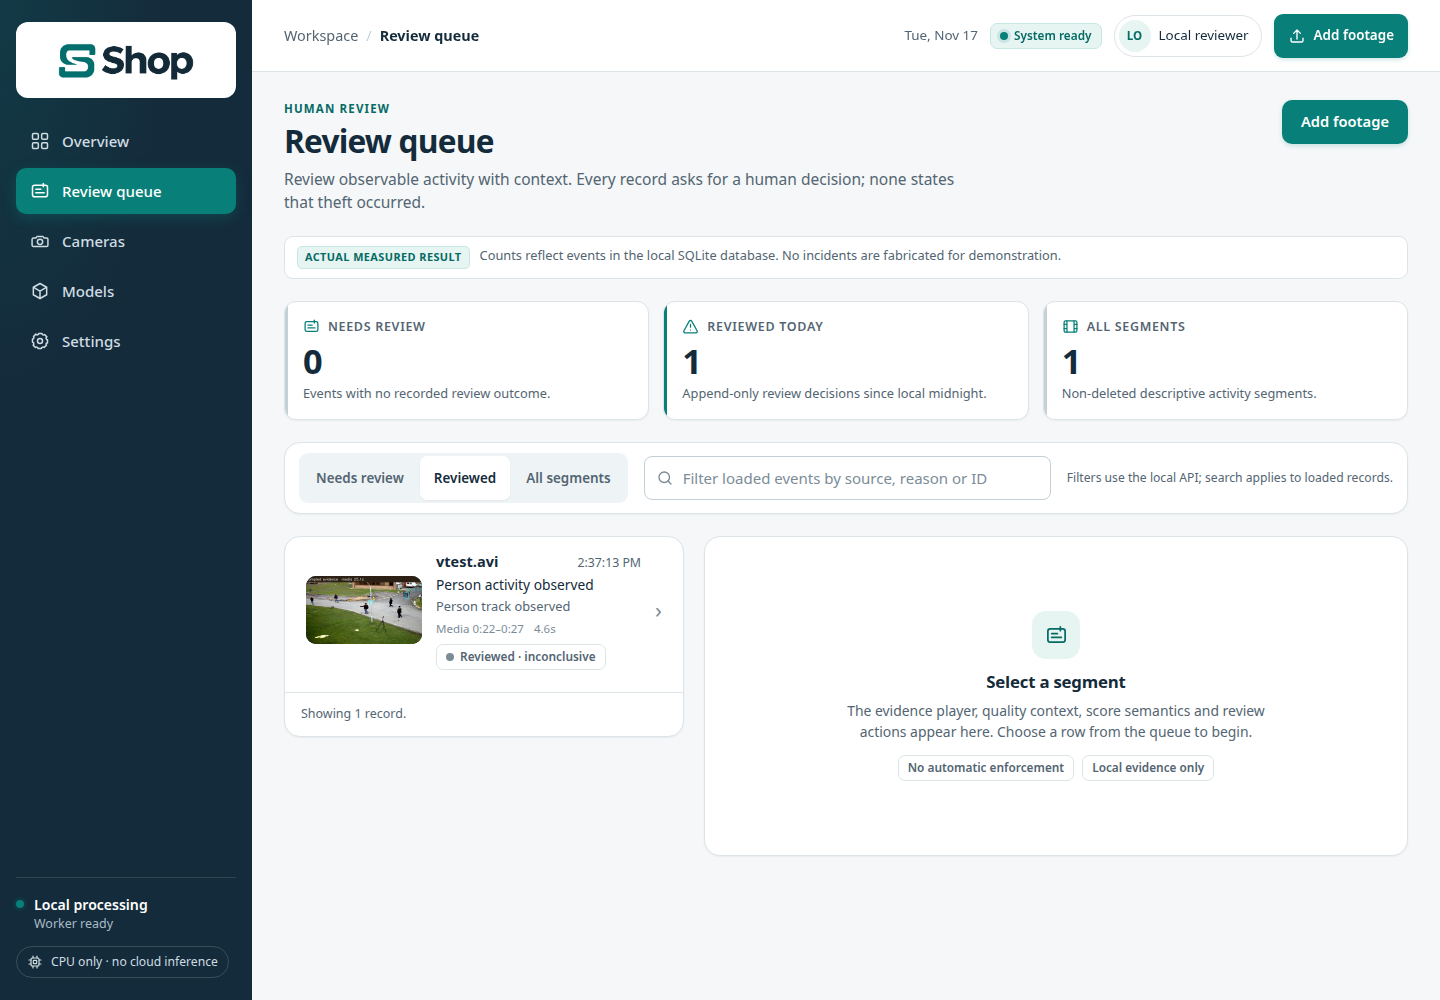 Shop
Overview
Review queue
Cameras
Models
Settings
Local processing
Worker ready
CPU only · no cloud inference
Workspace / Review queue
Tue, Nov 17
System ready
LO Local reviewer
Add footage
HUMAN REVIEW
Review queue
Add footage
Review observable activity with context. Every record asks for a human decision; none states
that theft occurred.
ACTUAL MEASURED RESULT Counts reflect events in the local SQLite database. No incidents are fabricated for demonstration.
NEEDS REVIEW
0
Events with no recorded review outcome.
REVIEWED TODAY
1
Append-only review decisions since local midnight.
ALL SEGMENTS
1
Non-deleted descriptive activity segments.
Needs review Reviewed All segments
Filter loaded events by source, reason or ID
Filters use the local API; search applies to loaded records.
vtest.avi 2:37:13 PM
Person activity observed
Person track observed
Media 0:22–0:27 4.6s
Reviewed · inconclusive
Showing 1 record.
Select a segment
The evidence player, quality context, score semantics and review
actions appear here. Choose a row from the queue to begin.
No automatic enforcement Local evidence only